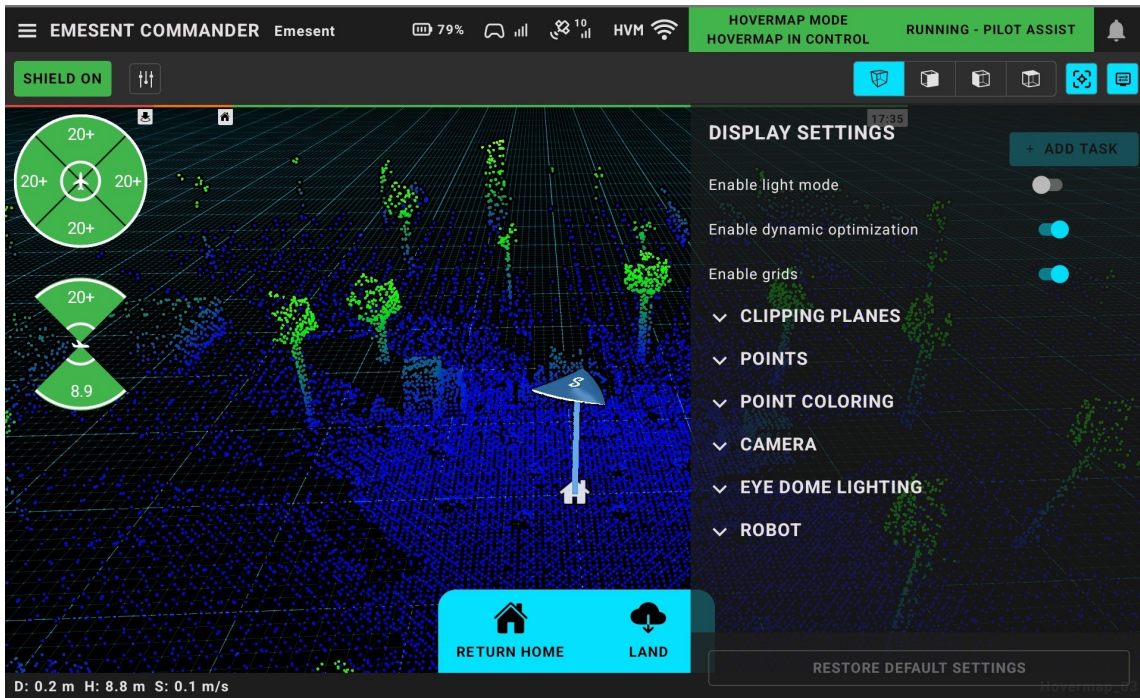 EMESENT COMMANDER Emesent 79% 10 HVM
HOVERMAP MODE
HOVERMAP IN CONTROL
RUNNING - PILOT ASSIST
SHIELD ON
17:35
20+
20+ 20+
20+
20+
8.9
S
DISPLAY SETTINGS
+ ADD TASK
Enable light mode
Enable dynamic optimization
Enable grids
CLIPPING PLANES
POINTS
POINT COLORING
CAMERA
EYE DOME LIGHTING
ROBOT
RETURN HOME
LAND
RESTORE DEFAULT SETTINGS
D: 0.2 m H: 8.8 m S: 0.1 m/s